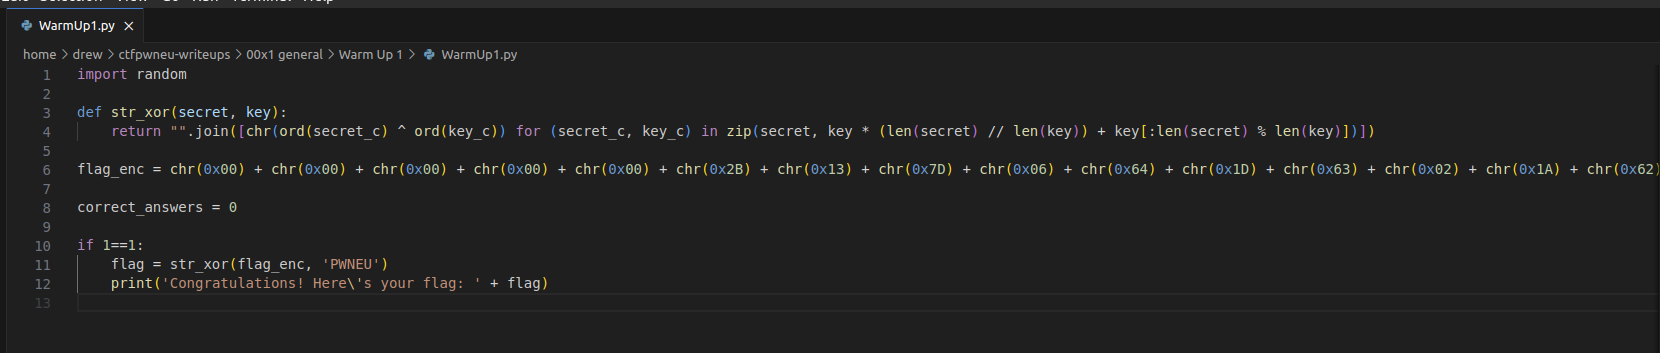 WarmUp1.py
home > drew > ctfpwneu-writeups > 00x1 general > Warm Up 1 > WarmUp1.py
1 import random
2
3 def str_xor(secret, key):
4 return "".join([chr(ord(secret_c) ^ ord(key_c)) for (secret_c, key_c) in zip(secret, key * (len(secret) // len(key)) + key[:len(secret) % len(key)])])
5
6 flag_enc = chr(0x00) + chr(0x00) + chr(0x00) + chr(0x00) + chr(0x00) + chr(0x2B) + chr(0x13) + chr(0x7D) + chr(0x06) + chr(0x64) + chr(0x1D) + chr(0x63) + chr(0x02) + chr(0x1A) + chr(0x62)
7
8 correct_answers = 0
9
10 if 1==1:
11 flag = str_xor(flag_enc, 'PWNEU')
12 print('Congratulations! Here\'s your flag: ' + flag)
13